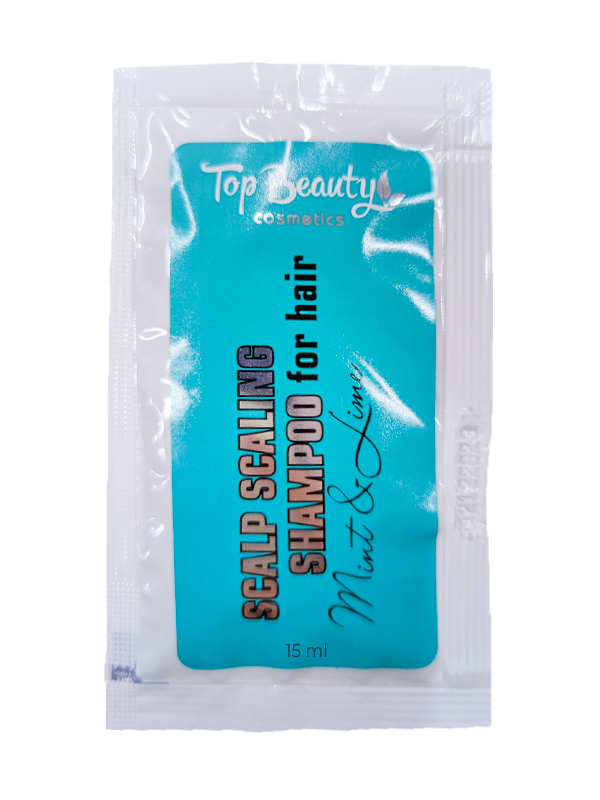 Top Beauty
cosmetics
SCALP SCALING
SHAMPOO for hair
Mint & Lime
15 ml